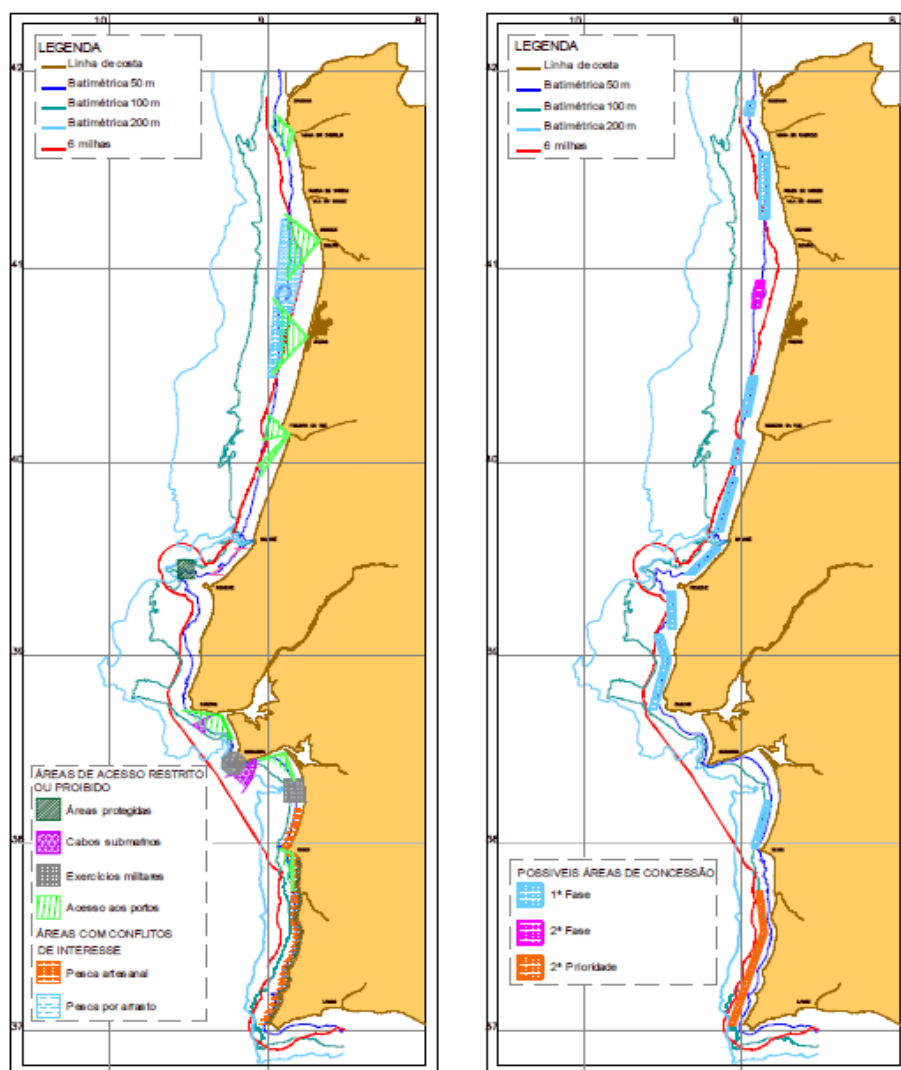 10
9
8
LEGENDA
Linha de costa
Batimétrica 50 m
Batimétrica 100 m
Batimétrica 200 m
6 milhas
42
41
40
39
38
37
ÁREAS DE ACESSO RESTRITO
OU PROIBIDO
Áreas protegidas
Cabos submarinos
Exercícios militares
Acesso aos portos
ÁREAS COM CONFLITOS
DE INTERESSE
Pesca artesanal
Pesca por arrasto
10
9
8
LEGENDA
Linha de costa
Batimétrica 50 m
Batimétrica 100 m
Batimétrica 200 m
6 milhas
42
41
40
39
38
37
POSSIVEIS ÁREAS DE CONCESSÃO
1ª Fase
2ª Fase
2ª Prioridade